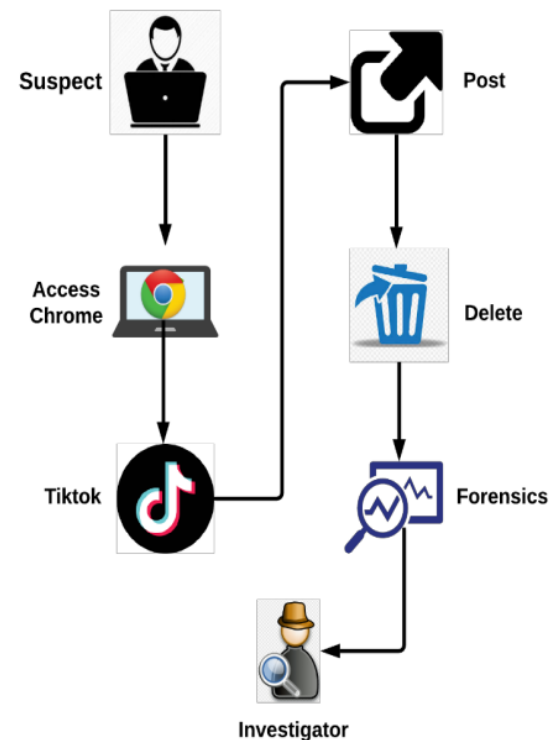 Suspect
Access
Chrome
Tiktok
Post
Delete
Forensics
Investigator